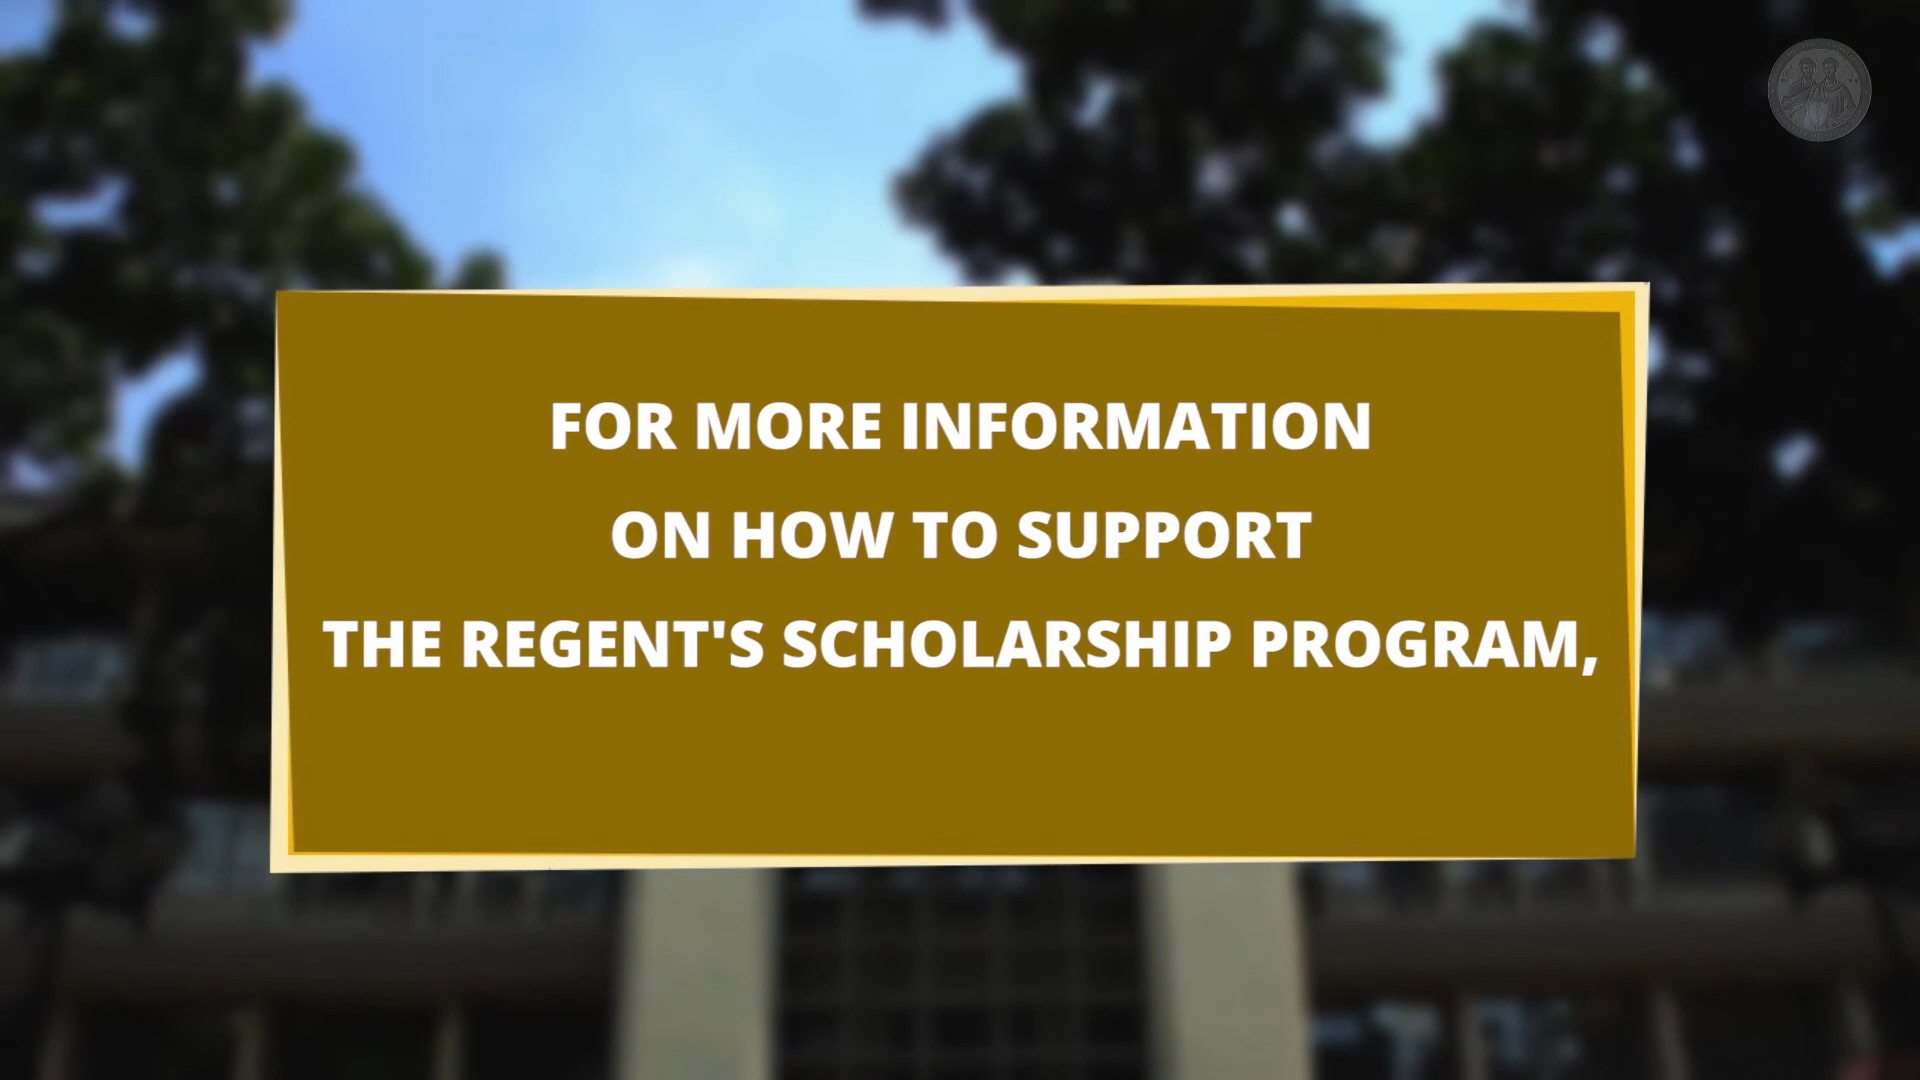 FOR MORE INFORMATION
ON HOW TO SUPPORT
THE REGENT'S SCHOLARSHIP PROGRAM,